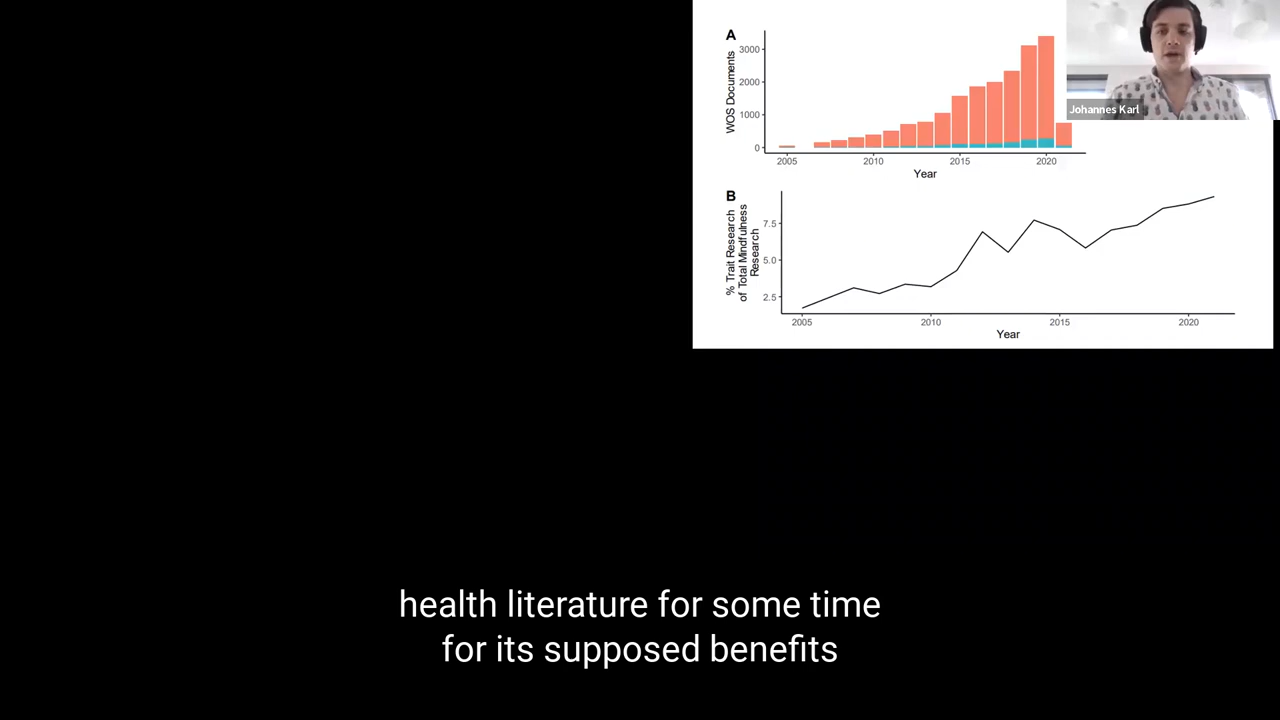 A
WOS Documents
3000
2000
1000
0
2005
2010
2015
2020
Year
Johannes Karl
B
% Trait Research
of Total Mindfulness
Research
7.5
5.0
2.5
2005
2010
2015
2020
Year
health literature for some time
for its supposed benefits